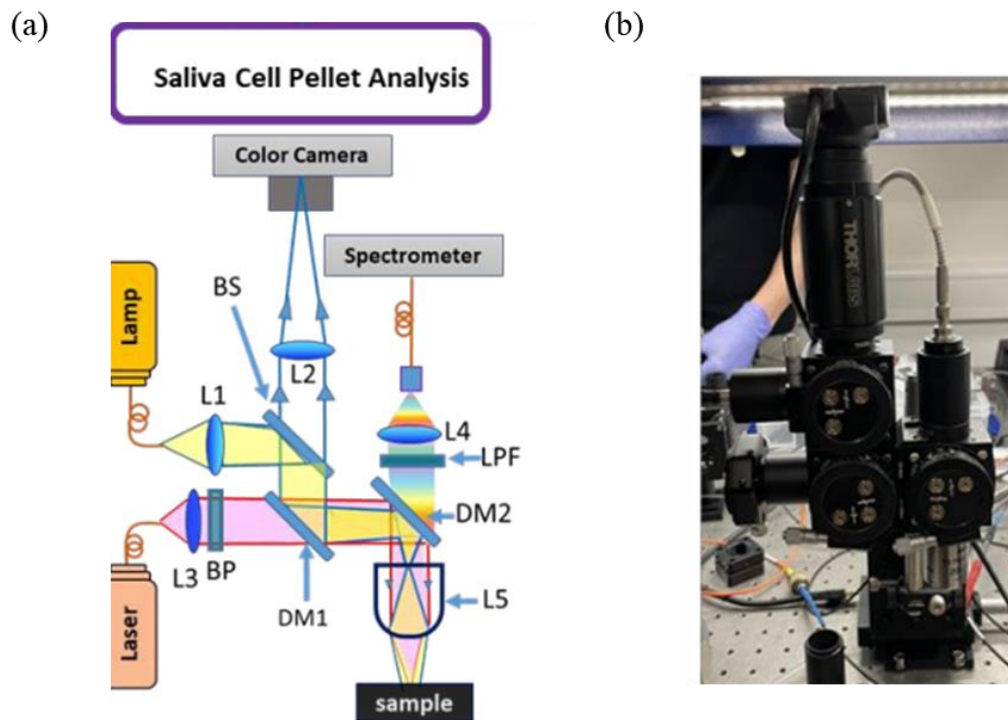 (a)
(b)
Saliva Cell Pellet Analysis
Color Camera
Spectrometer
BS
Lamp
L2
L1
L4
LPF
DM2
L3
BP
L5
DM1
Laser
sample
THORLABS